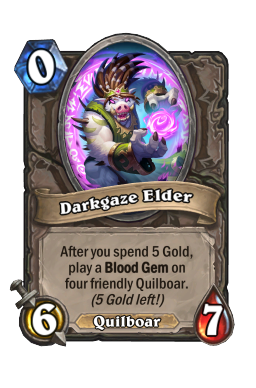 0
Darkgaze Elder
After you spend 5 Gold,
play a Blood Gem on
four friendly Quilboar.
(5 Gold left!)
6
Quilboar
7